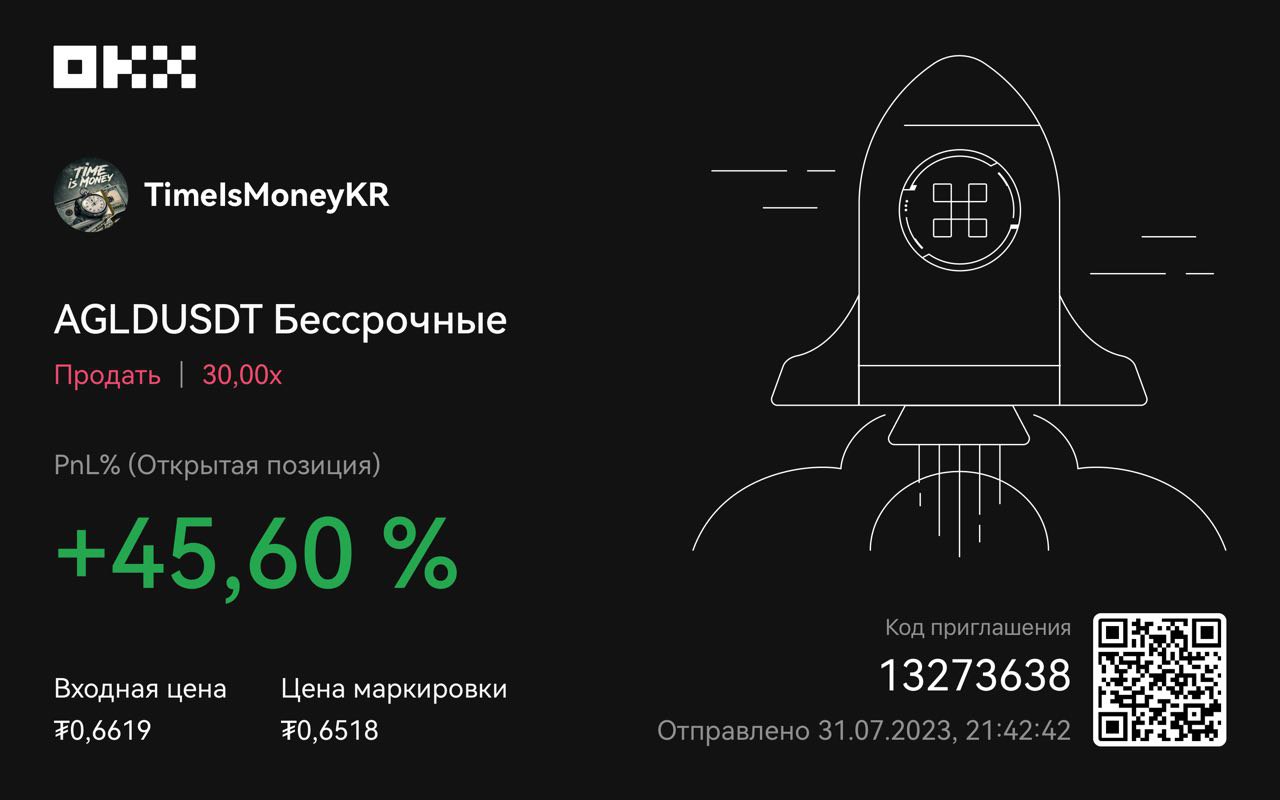 OKX
TIME
IS MONEY
TimeIsMoneyKR
AGLDUSDT Бессрочные
Продать | 30,00x
PnL% (Открытая позиция)
+45,60 %
Входная цена
Цена маркировки
₮0,6619
₮0,6518
Код приглашения
13273638
Отправлено 31.07.2023, 21:42:42